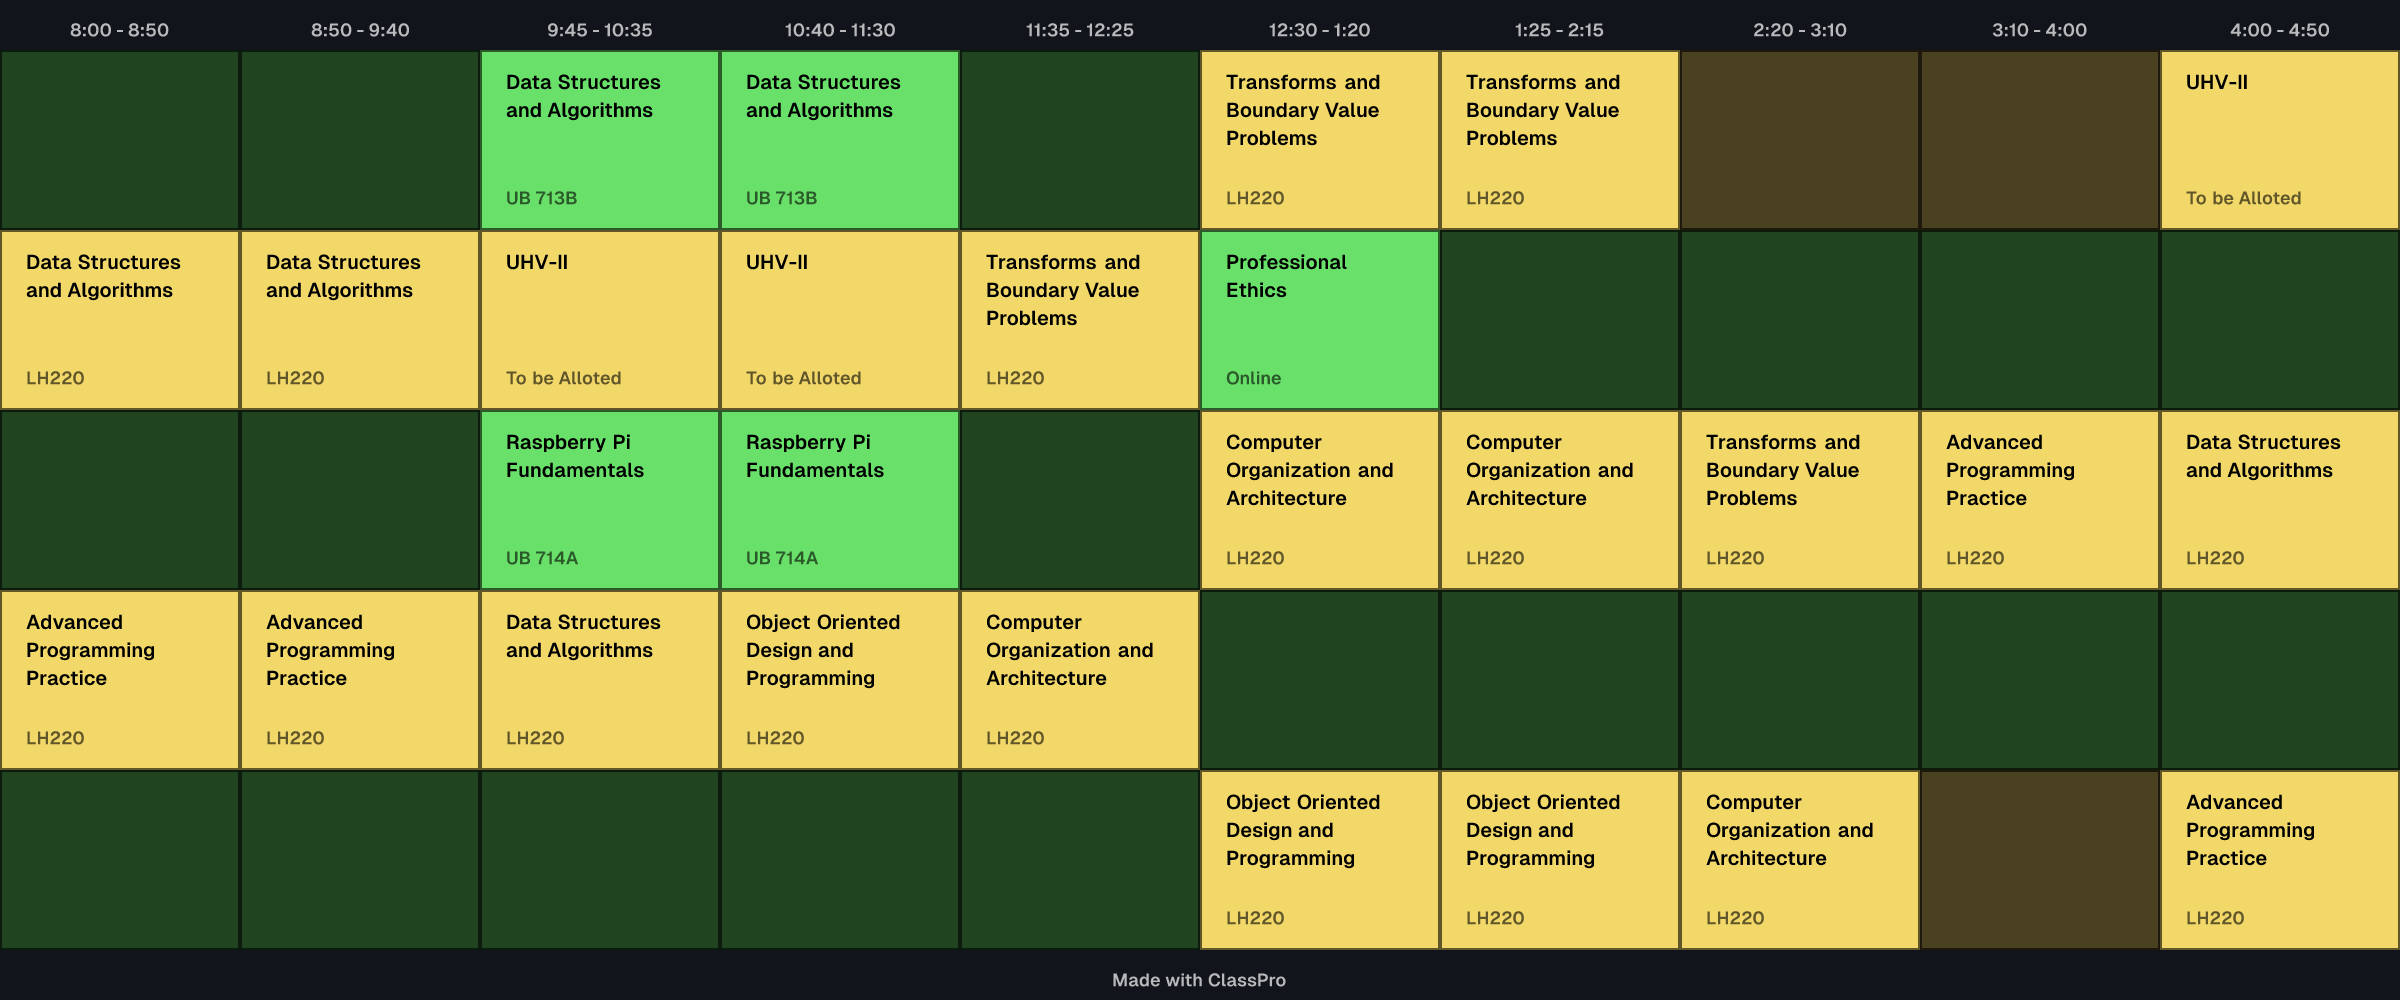 8:00 - 8:50
8:50 - 9:40
9:45 - 10:35
10:40 - 11:30
11:35 - 12:25
12:30 - 1:20
1:25 - 2:15
2:20 - 3:10
3:10 - 4:00
4:00 - 4:50
Data Structures
and Algorithms
UB 713B
Data Structures
and Algorithms
UB 713B
Transforms and
Boundary Value
Problems
LH220
Transforms and
Boundary Value
Problems
LH220
UHV-II
To be Alloted
Data Structures
and Algorithms
LH220
Data Structures
and Algorithms
LH220
UHV-II
To be Alloted
UHV-II
To be Alloted
Transforms and
Boundary Value
Problems
LH220
Professional
Ethics
Online
Raspberry Pi
Fundamentals
UB 714A
Raspberry Pi
Fundamentals
UB 714A
Computer
Organization and
Architecture
LH220
Computer
Organization and
Architecture
LH220
Transforms and
Boundary Value
Problems
LH220
Advanced
Programming
Practice
LH220
Data Structures
and Algorithms
LH220
Advanced
Programming
Practice
LH220
Advanced
Programming
Practice
LH220
Data Structures
and Algorithms
LH220
Object Oriented
Design and
Programming
LH220
Computer
Organization and
Architecture
LH220
Object Oriented
Design and
Programming
LH220
Object Oriented
Design and
Programming
LH220
Computer
Organization and
Architecture
LH220
Advanced
Programming
Practice
LH220
Made with ClassPro